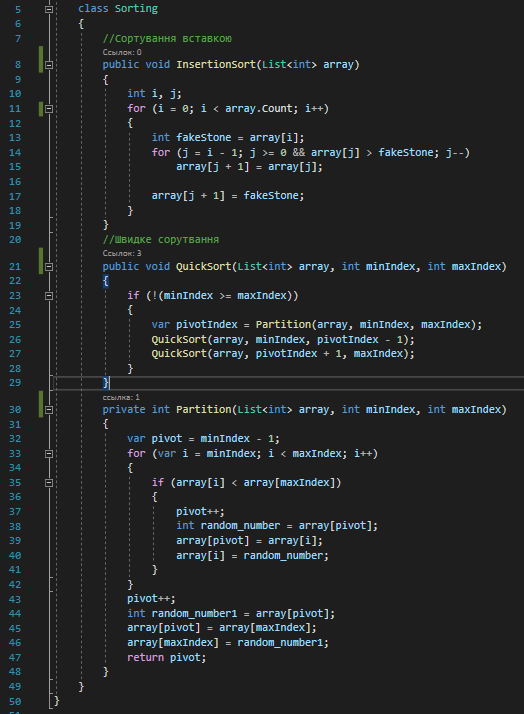 5 class Sorting
6 {
7 //Сортування вставкою
Ссылок: 0
8 public void InsertionSort(List<int> array)
9 {
10 int i, j;
11 for (i = 0; i < array.Count; i++)
12 {
13 int fakeStone = array[i];
14 for (j = i - 1; j >= 0 && array[j] > fakeStone; j--)
15 array[j + 1] = array[j];
16
17 array[j + 1] = fakeStone;
18 }
19 }
20 //Швидке сорутвання
Ссылок: 3
21 public void QuickSort(List<int> array, int minIndex, int maxIndex)
22 {
23 if (!(minIndex >= maxIndex))
24 {
25 var pivotIndex = Partition(array, minIndex, maxIndex);
26 QuickSort(array, minIndex, pivotIndex - 1);
27 QuickSort(array, pivotIndex + 1, maxIndex);
28 }
29 }
ссылка: 1
30 private int Partition(List<int> array, int minIndex, int maxIndex)
31 {
32 var pivot = minIndex - 1;
33 for (var i = minIndex; i < maxIndex; i++)
34 {
35 if (array[i] < array[maxIndex])
36 {
37 pivot++;
38 int random_number = array[pivot];
39 array[pivot] = array[i];
40 array[i] = random_number;
41 }
42 }
43 pivot++;
44 int random_number1 = array[pivot];
45 array[pivot] = array[maxIndex];
46 array[maxIndex] = random_number1;
47 return pivot;
48 }
49 }
50 }